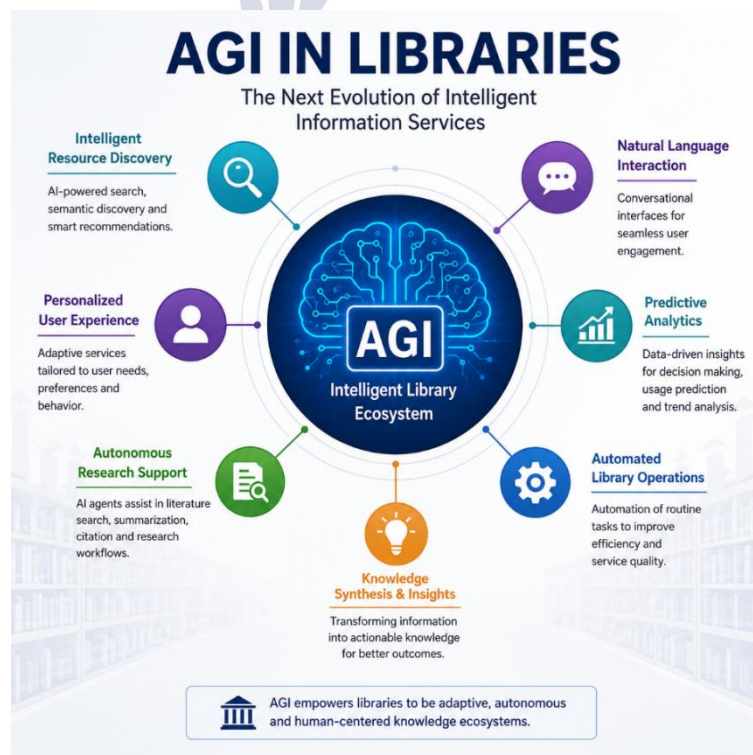 AGI IN LIBRARIES
The Next Evolution of Intelligent
Information Services
Intelligent
Resource Discovery
AI-powered search,
semantic discovery and
smart recommendations.
Natural Language
Interaction
Conversational
interfaces for
seamless user
engagement.
Personalized
User Experience
Adaptive services
tailored to user needs,
preferences and
behavior.
AGI
Intelligent Library
Ecosystem
Predictive
Analytics
Data-driven insights
for decision making,
usage prediction
and trend analysis.
Autonomous
Research Support
AI agents assist in literature
search, summarization,
citation and research
workflows.
Automated
Library Operations
Automation of routine
tasks to improve
efficiency and
service quality.
Knowledge
Synthesis & Insights
Transforming information
into actionable knowledge
for better outcomes.
AGI empowers libraries to be adaptive, autonomous
and human-centered knowledge ecosystems.